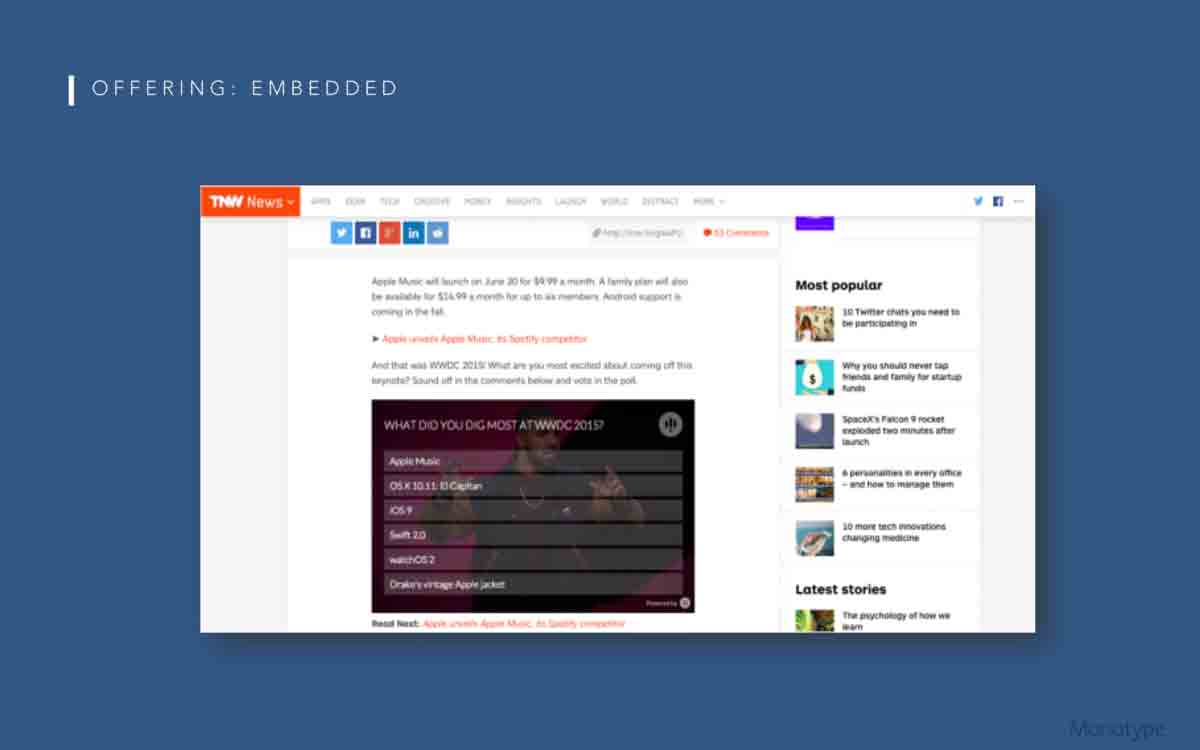 OFFERING: EMBEDDED
TNW News
APPS GEAR TECH CREATIVE MONEY INSIGHTS LAUNCH WORLD DISTRACT MORE
53 Comments
Apple Music will launch on June 30 for $9.99 a month. A family plan will also
be available for $14.99 a month for up to six members. Android support is
coming in the fall.
➤ Apple unveils Apple Music, its Spotify competitor
And that was WWDC 2015! What are you most excited about coming off this
keynote? Sound off in the comments below and vote in the poll.
WHAT DID YOU DIG MOST AT WWDC 2015?
Apple Music
OS X 10.11: El Capitan
iOS 9
Swift 2.0
watchOS 2
Drake's vintage Apple jacket
Powered by
Read Next: Apple unveils Apple Music, its Spotify competitor
Most popular
10 Twitter chats you need to
be participating in
Why you should never tap
friends and family for startup
funds
SpaceX's Falcon 9 rocket
exploded two minutes after
launch
6 personalities in every office
– and how to manage them
10 more tech innovations
changing medicine
Latest stories
The psychology of how we
learn
Monotype